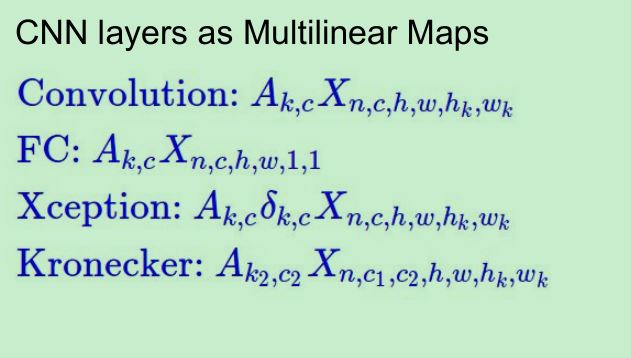 CNN layers as Multilinear Maps
Convolution: A_{k,c} X_{n,c,h,w,h_k,w_k}
FC: A_{k,c} X_{n,c,h,w,1,1}
Xception: A_{k,c} δ_{k,c} X_{n,c,h,w,h_k,w_k}
Kronecker: A_{k_2,c_2} X_{n,c_1,c_2,h,w,h_k,w_k}